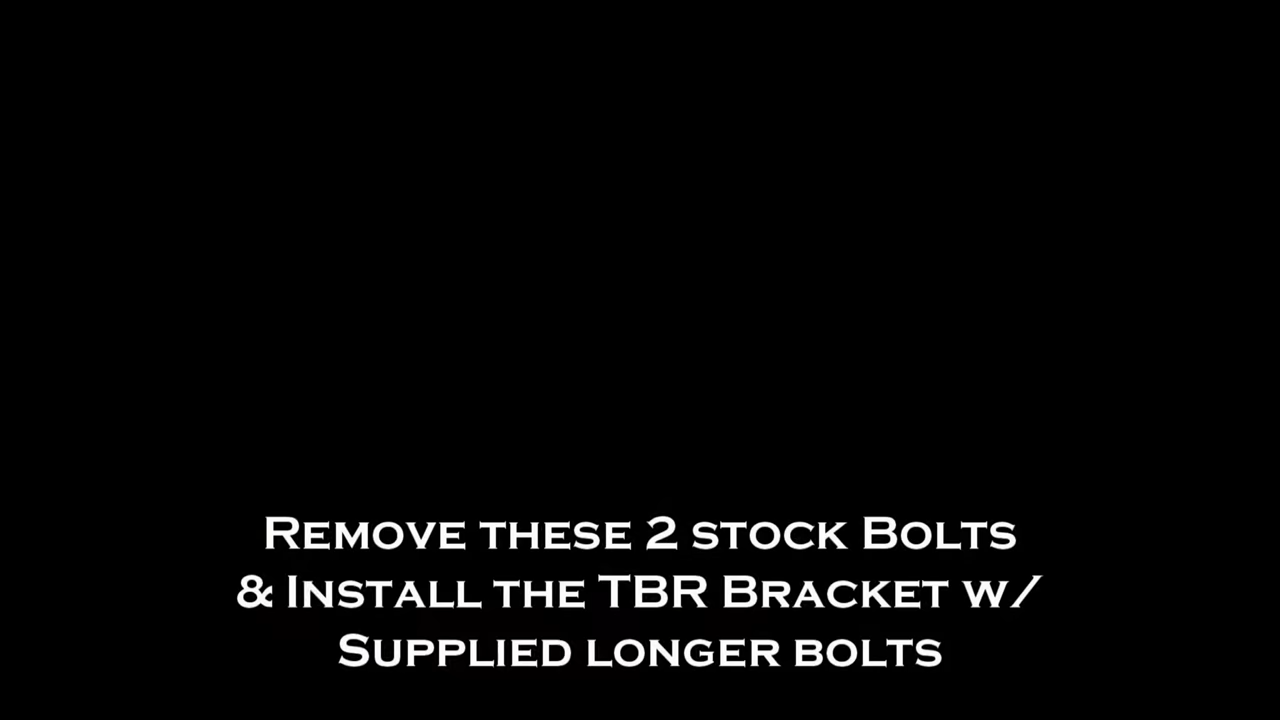 Remove these 2 stock Bolts
& Install the TBR Bracket w/
Supplied longer bolts